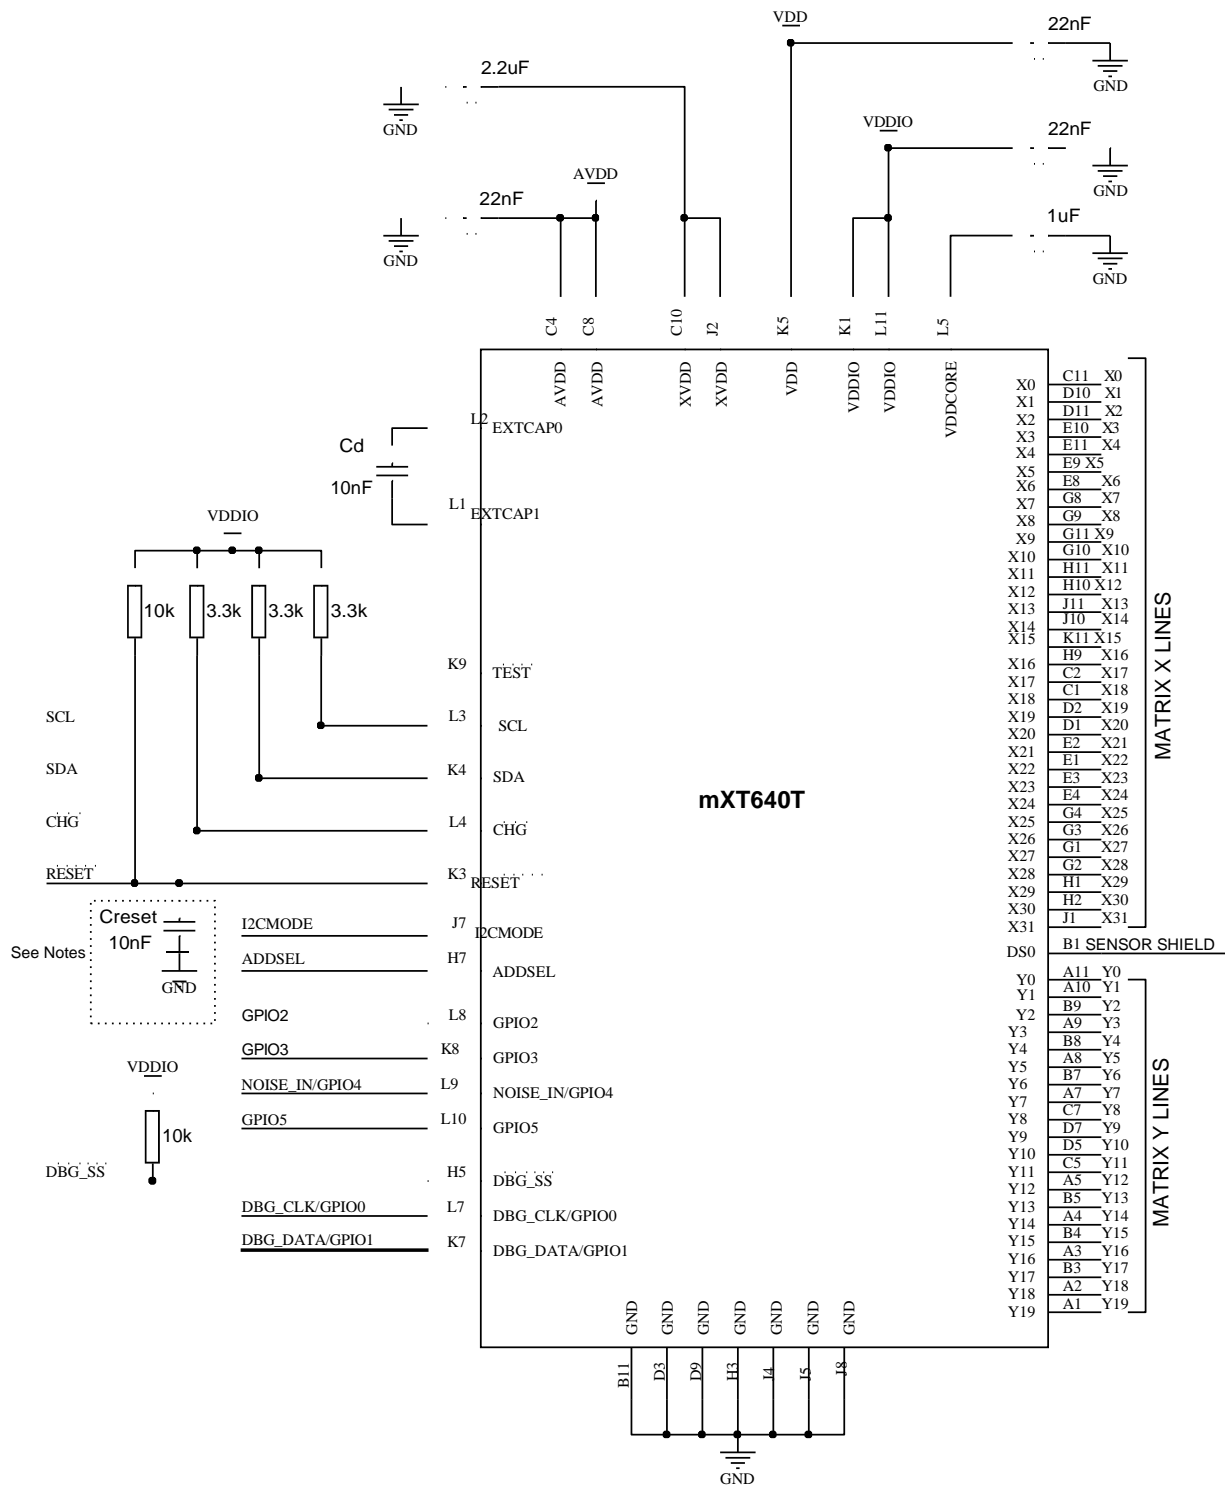 VDD
22nF
GND
2.2uF
GND
VDDIO
22nF
GND
AVDD
22nF
GND
1uF
GND
C4
C8
C10
J2
K5
K1
L11
L5
AVDD
AVDD
XVDD
XVDD
VDD
VDDIO
VDDIO
VDDCORE
L2 EXTCAP0
Cd
10nF
L1 EXTCAP1
VDDIO
10k
3.3k
3.3k
3.3k
K9 TEST
SCL L3 SCL
SDA K4 SDA
CHG L4 CHG
RESET K3 RESET
Creset
10nF
GND
See Notes
I2CMODE J7 I2CMODE
ADDSEL H7 ADDSEL
GPIO2 L8 GPIO2
GPIO3 K8 GPIO3
NOISE_IN/GPIO4 L9 NOISE_IN/GPIO4
GPIO5 L10 GPIO5
VDDIO
10k
DBG_SS H5 DBG_SS
DBG_CLK/GPIO0 L7 DBG_CLK/GPIO0
DBG_DATA/GPIO1 K7 DBG_DATA/GPIO1
mXT640T
X0 C11 X0
X1 D10 X1
X2 D11 X2
X3 E10 X3
X4 E11 X4
X5 E9 X5
X6 E8 X6
X7 G8 X7
X8 G9 X8
X9 G11 X9
X10 G10 X10
X11 H11 X11
X12 H10 X12
X13 J11 X13
X14 J10 X14
X15 K11 X15
X16 H9 X16
X17 C2 X17
X18 C1 X18
X19 D2 X19
X20 D1 X20
X21 E2 X21
X22 E1 X22
X23 E3 X23
X24 E4 X24
X25 G4 X25
X26 G3 X26
X27 G1 X27
X28 G2 X28
X29 H1 X29
X30 H2 X30
X31 J1 X31
MATRIX X LINES
DS0 B1 SENSOR SHIELD
Y0 A11 Y0
Y1 A10 Y1
Y2 B9 Y2
Y3 A9 Y3
Y4 B8 Y4
Y5 A8 Y5
Y6 B7 Y6
Y7 A7 Y7
Y8 C7 Y8
Y9 D7 Y9
Y10 D5 Y10
Y11 C5 Y11
Y12 A5 Y12
Y13 B5 Y13
Y14 A4 Y14
Y15 B4 Y15
Y16 A3 Y16
Y17 B3 Y17
Y18 A2 Y18
Y19 A1 Y19
MATRIX Y LINES
GND
GND
GND
GND
GND
GND
GND
B11
D3
D9
H3
J4
J5
J8
GND